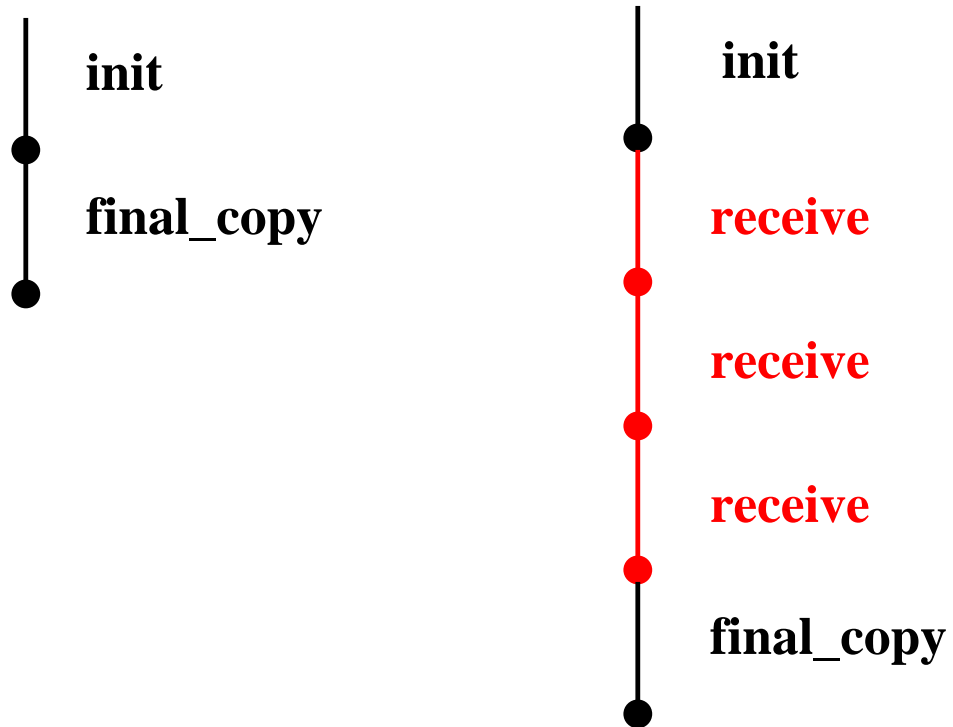 init
final_copy
init
receive
receive
receive
final_copy